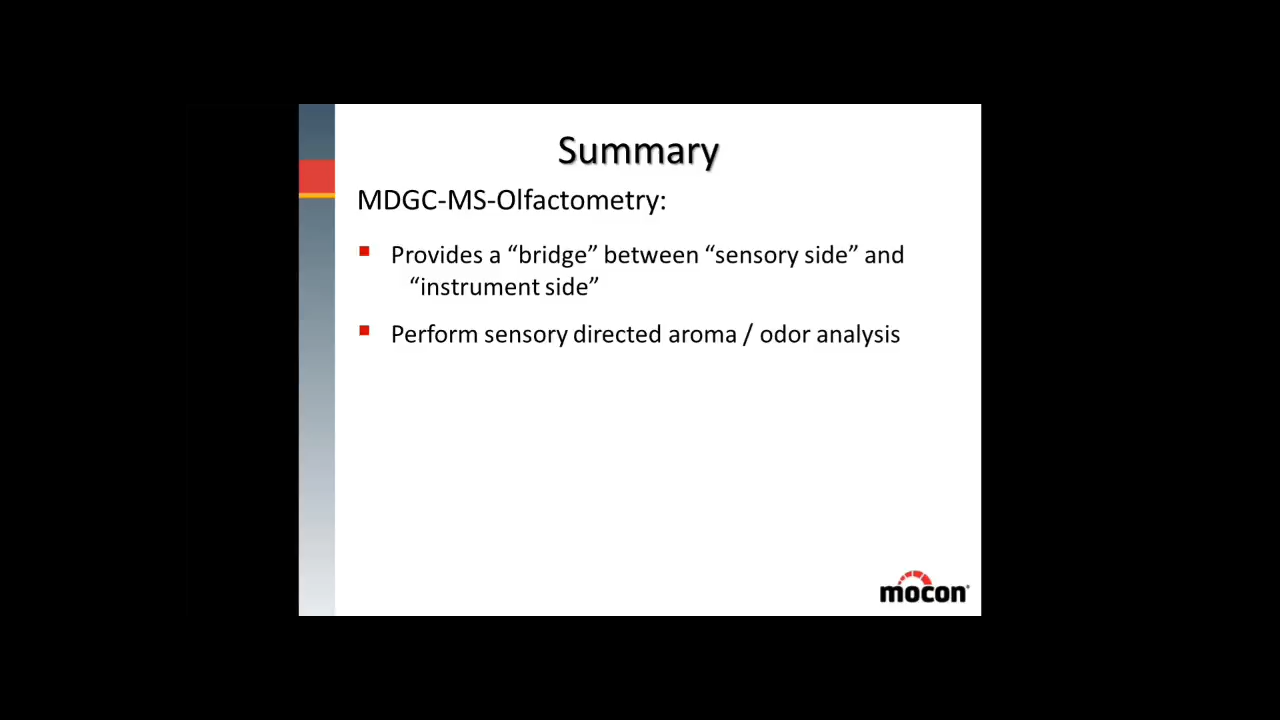 Summary
MDGC-MS-Olfactometry:
Provides a “bridge” between “sensory side” and
“instrument side”
Perform sensory directed aroma / odor analysis
mocon®